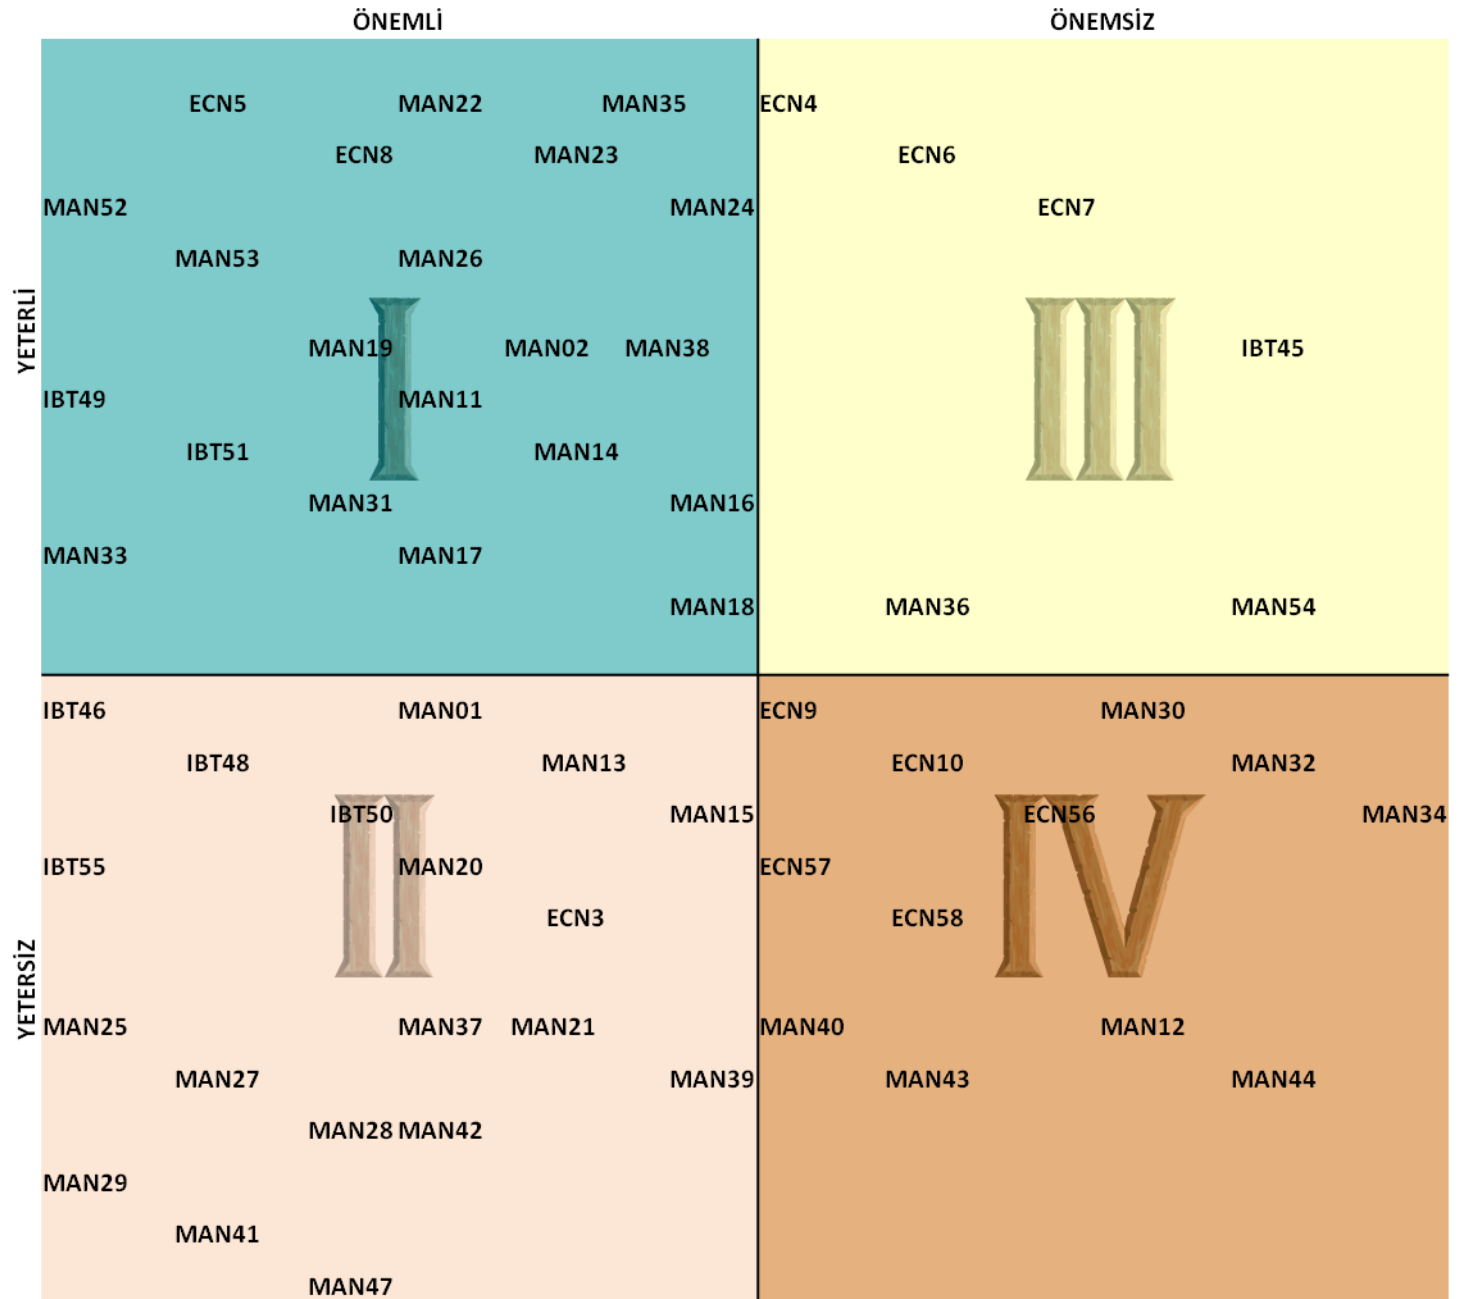 ÖNEMLİ ÖNEMSİZ
ECN5 MAN22 MAN35 ECN4
ECN8 MAN23 ECN6
MAN52 MAN24 ECN7
MAN53 MAN26
YETERLİ
I III
MAN19 MAN02 MAN38 IBT45
IBT49 MAN11
IBT51 MAN14
MAN31 MAN16
MAN33 MAN17
MAN18 MAN36 MAN54
IBT46 MAN01 ECN9 MAN30
IBT48 MAN13 ECN10 MAN32
IBT50 MAN15 ECN56 MAN34
IBT55 MAN20 ECN57
II IV
ECN3 ECN58
YETERSİZ
MAN25 MAN37 MAN21 MAN40 MAN12
MAN27 MAN39 MAN43 MAN44
MAN28 MAN42
MAN29
MAN41
MAN47